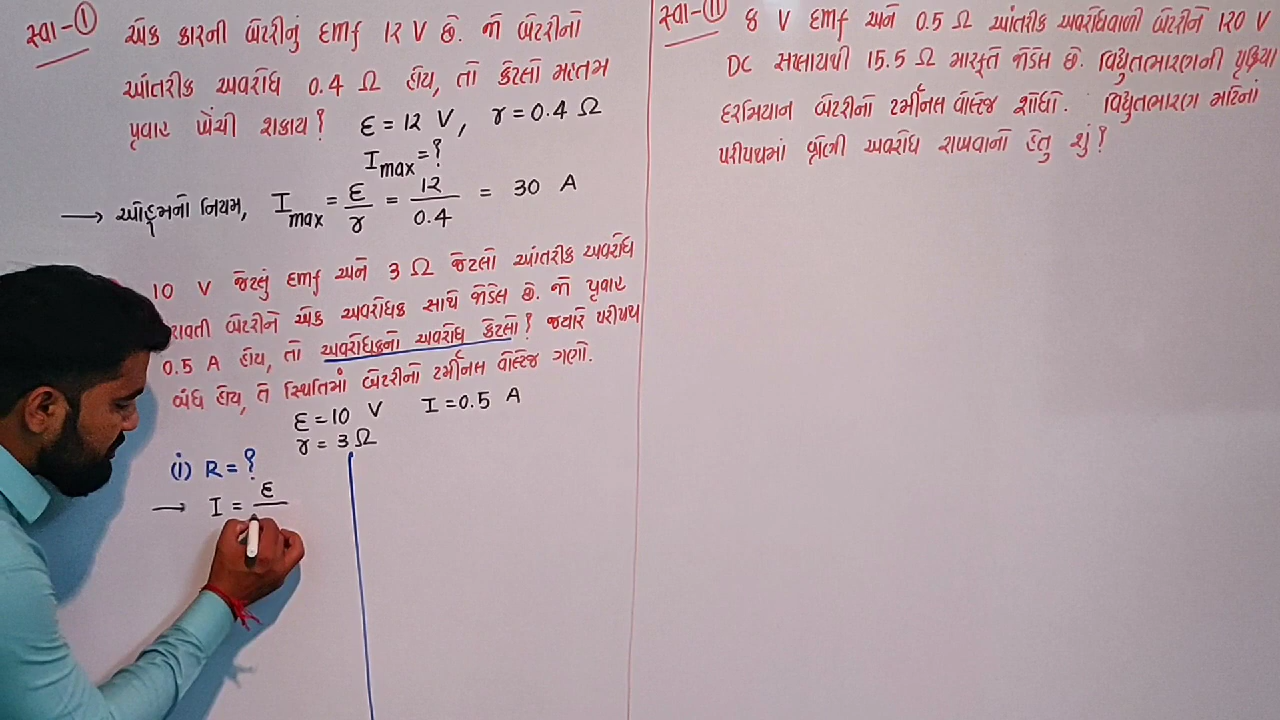 સ્વા-①
એક કારની બેટરીનું Emf 12 V છે. જો બેટરીનો
આંતરીક અવરોધ 0.4 Ω હોય, તો કેટલો મહત્તમ
પ્રવાહ ખેંચી શકાય? ε = 12 V, r = 0.4 Ω
I max = ?
→ ઓહ્મનો નિયમ, I max = ε/r = 12/0.4 = 30 A
10 V જેટલું Emf અને 3 Ω જેટલો આંતરીક અવરોધ
રાવતી બેટરીને એક અવરોધક સાથે જોડેલ છે. જો પ્રવાહ
0.5 A હોય, તો અવરોધકનો અવરોધ કેટલો? જ્યારે પરીપથ
બંધ હોય, તે સ્થિતિમાં બેટરીનો ટર્મીનલ વોલ્ટેજ ગણો.
ε = 10 V I = 0.5 A
r = 3 Ω
(i) R = ?
→ I = ε
સ્વા-⑪
8 V Emf અને 0.5 Ω આંતરીક અવરોધવાળી બેટરીને 120 V
DC સપ્લાયથી 15.5 Ω મારફતે જોડેલ છે. વિદ્યુતભારણની પ્રક્રિયા
દરમિયાન બેટરીનો ટર્મીનલ વોલ્ટેજ શોધો. વિદ્યુતભારણ માટેના
પરીપથમાં શ્રેણી અવરોધ રાખવાનો હેતુ શું?